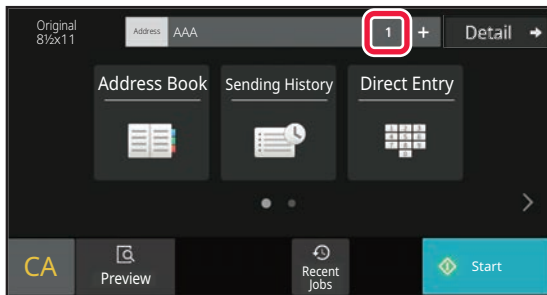 Original
8½x11
Address AAA 1 + Detail
Address Book
Sending History
Direct Entry
CA
Preview
Recent
Jobs
Start